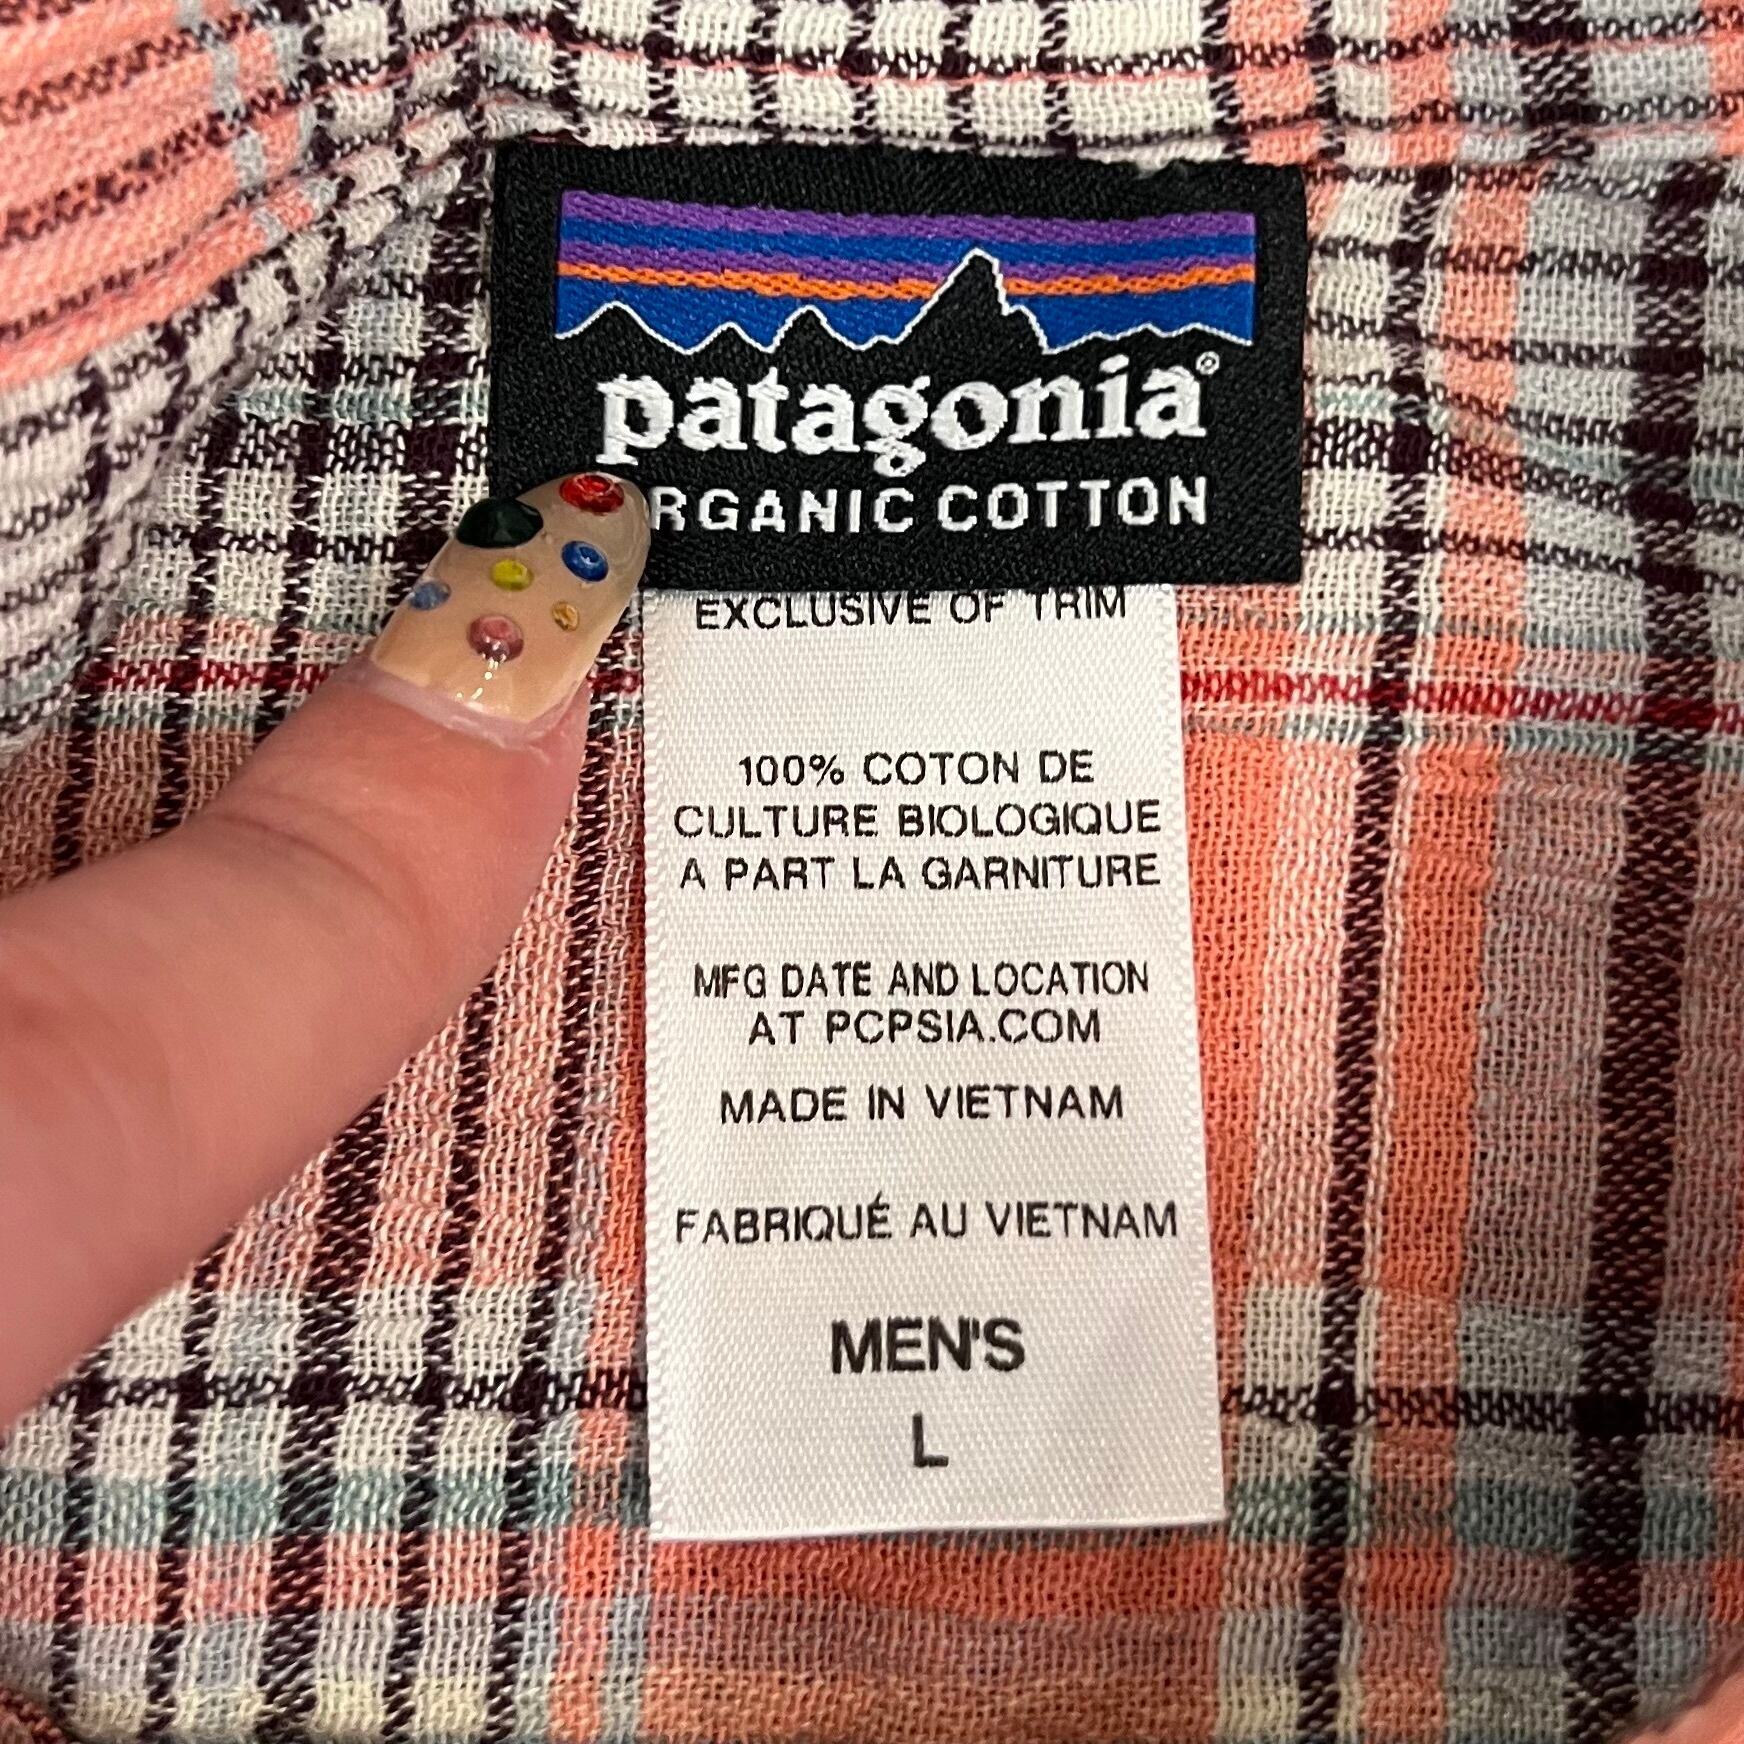 patagonia®
RGANIC COTTON
EXCLUSIVE OF TRIM
100% COTON DE
CULTURE BIOLOGIQUE
A PART LA GARNITURE
MFG DATE AND LOCATION
AT PCPSIA.COM
MADE IN VIETNAM
FABRIQUÉ AU VIETNAM
MEN'S
L